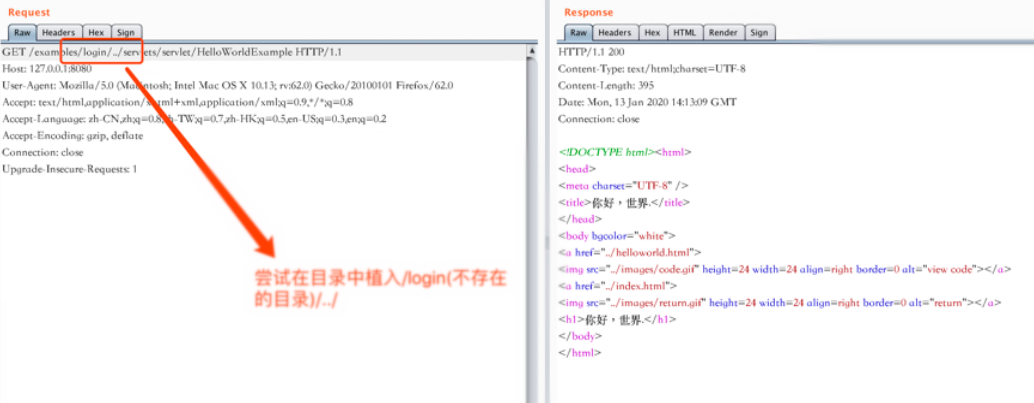 Request
Raw Headers Hex Sign
GET /examples/login/../servlets/servlet/HelloWorldExample HTTP/1.1
Host: 127.0.0.1:8080
User-Agent: Mozilla/5.0 (Macintosh; Intel Mac OS X 10.13; rv:62.0) Gecko/20100101 Firefox/62.0
Accept: text/html,application/xhtml+xml,application/xml;q=0.9,*/*;q=0.8
Accept-Language: zh-CN,zh;q=0.8,zh-TW;q=0.7,zh-HK;q=0.5,en-US;q=0.3,en;q=0.2
Accept-Encoding: gzip, deflate
Connection: close
Upgrade-Insecure-Requests: 1
尝试在目录中植入/login(不存在
的目录)/../
Response
Raw Headers Hex HTML Render Sign
HTTP/1.1 200
Content-Type: text/html;charset=UTF-8
Content-Length: 395
Date: Mon, 13 Jan 2020 14:13:09 GMT
Connection: close
<!DOCTYPE html><html>
<head>
<meta charset="UTF-8" />
<title>你好，世界.</title>
</head>
<body bgcolor="white">
<a href="../helloworld.html">
<img src="../images/code.gif" height=24 width=24 align=right border=0 alt="view code"></a>
<a href="../index.html">
<img src="../images/return.gif" height=24 width=24 align=right border=0 alt="return"></a>
<h1>你好，世界.</h1>
</body>
</html>